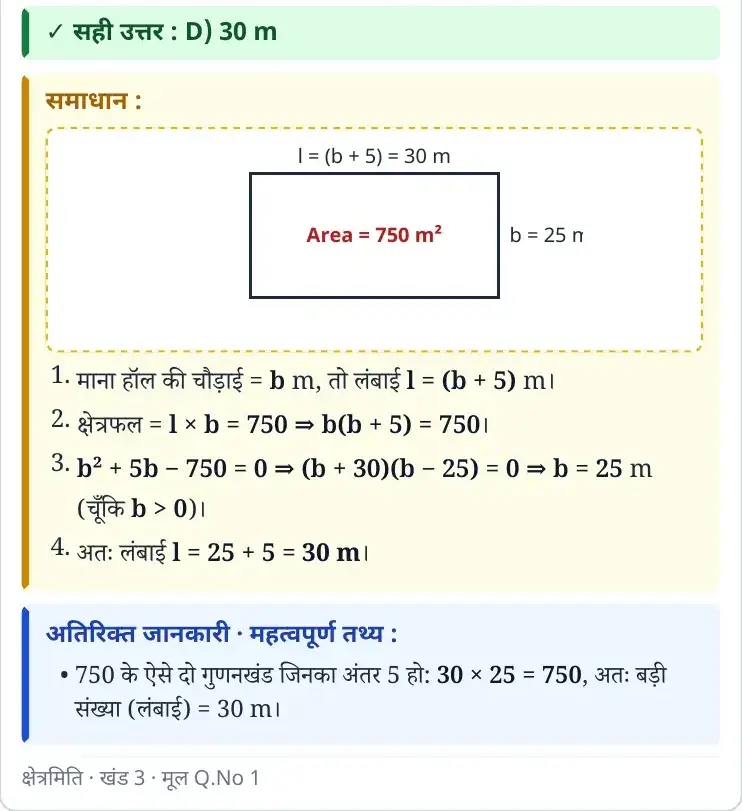 ✓ सही उत्तर : D) 30 m
समाधान :
l = (b + 5) = 30 m
Area = 750 m²
b = 25 m
1. माना हॉल की चौड़ाई = b m, तो लंबाई l = (b + 5) m।
2. क्षेत्रफल = l × b = 750 ⇒ b(b + 5) = 750।
3. b² + 5b − 750 = 0 ⇒ (b + 30)(b − 25) = 0 ⇒ b = 25 m
(चूँकि b > 0)।
4. अतः लंबाई l = 25 + 5 = 30 m।
अतिरिक्त जानकारी · महत्वपूर्ण तथ्य :
• 750 के ऐसे दो गुणनखंड जिनका अंतर 5 हो: 30 × 25 = 750, अतः बड़ी
संख्या (लंबाई) = 30 m।
क्षेत्रमिति · खंड 3 · मूल Q.No 1